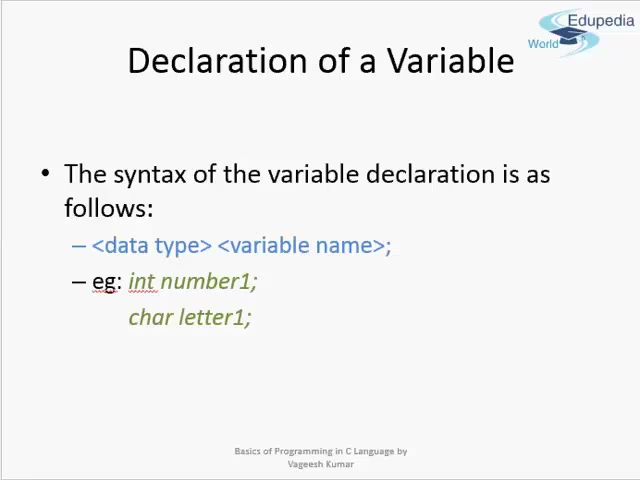 Edupedia
World
Declaration of a Variable
• The syntax of the variable declaration is as
follows:
– <data type> <variable name>;
– eg: int number1;
char letter1;
Basics of Programming in C Language by
Vageesh Kumar